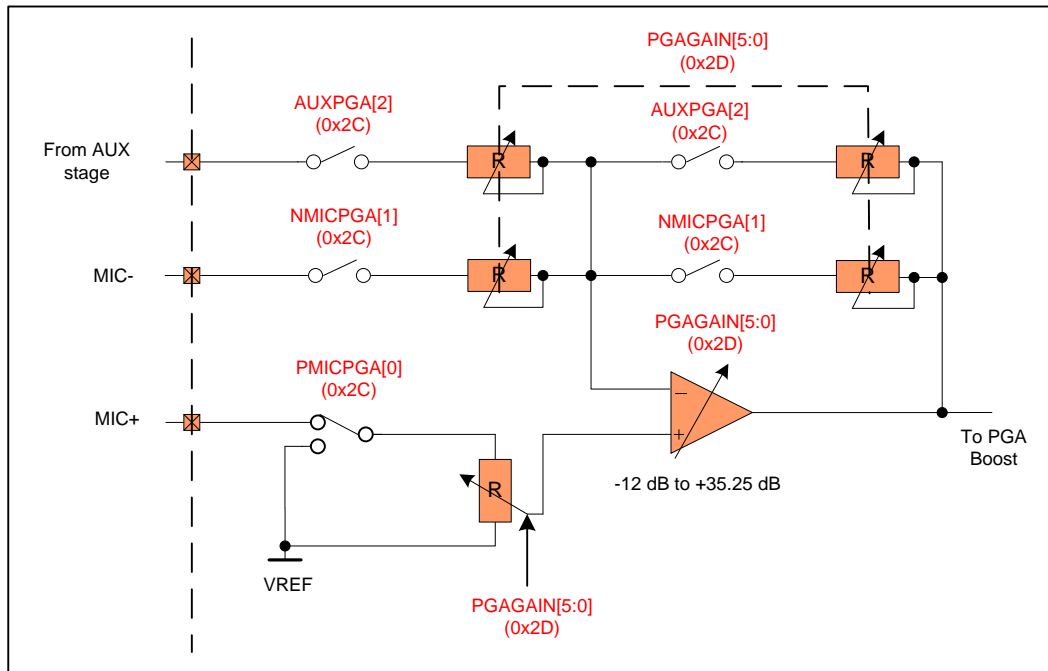 PGAGAIN[5:0]
(0x2D)
AUXPGA[2]
(0x2C)
AUXPGA[2]
(0x2C)
From AUX
stage
R
R
NMICPGA[1]
(0x2C)
NMICPGA[1]
(0x2C)
MIC-
R
R
PGAGAIN[5:0]
(0x2D)
PMICPGA[0]
(0x2C)
MIC+
−
+
To PGA
Boost
R
-12 dB to +35.25 dB
VREF
PGAGAIN[5:0]
(0x2D)